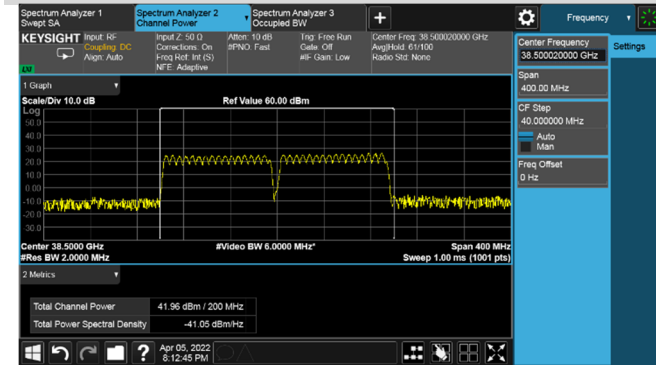 Spectrum Analyzer 1
Swept SA
Spectrum Analyzer 2
Channel Power
Spectrum Analyzer 3
Occupied BW
+
Frequency
KEYSIGHT
Input: RF
Coupling: DC
Align: Auto
Input Z: 50 Ω
Corrections: On
Freq Ref: Int (S)
NFE: Adaptive
Atten: 10 dB
#PNO: Fast
Trig: Free Run
Gate: Off
#IF Gain: Low
Center Freq: 38.500020000 GHz
Avg|Hold: 61/100
Radio Std: None
LXI
Center Frequency
38.500020000 GHz
Settings
Span
400.00 MHz
CF Step
40.000000 MHz
Auto
Man
Freq Offset
0 Hz
1 Graph
Scale/Div 10.0 dB
Ref Value 60.00 dBm
Log
50.0
40.0
30.0
20.0
10.0
0.00
-10.0
-20.0
-30.0
Center 38.5000 GHz
#Video BW 6.0000 MHz*
Span 400 MHz
#Res BW 2.0000 MHz
Sweep 1.00 ms (1001 pts)
2 Metrics
Total Channel Power
41.96 dBm / 200 MHz
Total Power Spectral Density
-41.05 dBm/Hz
?
Apr 05, 2022
8:12:45 PM